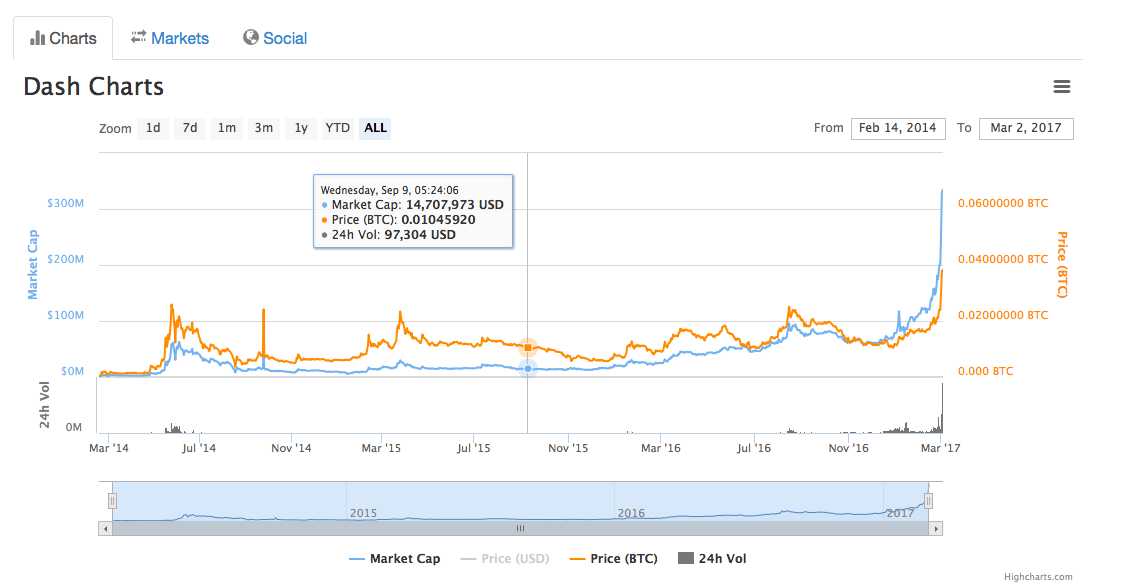 Charts Markets Social
Dash Charts
Zoom 1d 7d 1m 3m 1y YTD ALL From Feb 14, 2014 To Mar 2, 2017
Wednesday, Sep 9, 05:24:06
Market Cap: 14,707,973 USD
Price (BTC): 0.01045920
24h Vol: 97,304 USD
Market Cap
$300M
$200M
$100M
$0M
0.06000000 BTC
0.04000000 BTC
0.02000000 BTC
0.000 BTC
Price (BTC)
24h Vol
0M
Mar '14 Jul '14 Nov '14 Mar '15 Jul '15 Nov '15 Mar '16 Jul '16 Nov '16 Mar '17
2015 2016 2017
Market Cap Price (USD) Price (BTC) 24h Vol
Highcharts.com